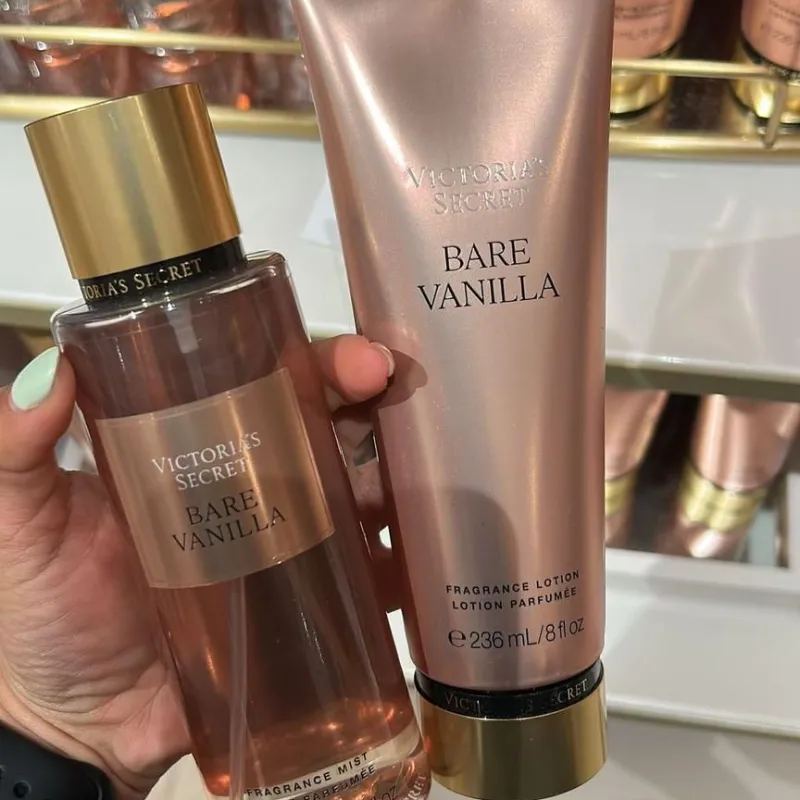 VICTORIA'S SECRET
VICTORIA'S
SECRET
BARE
VANILLA
FRAGRANCE MIST
PARFUMÉE
VICTORIA'S
SECRET
BARE
VANILLA
FRAGRANCE LOTION
LOTION PARFUMÉE
e 236 mL/8 fl oz
SECRET